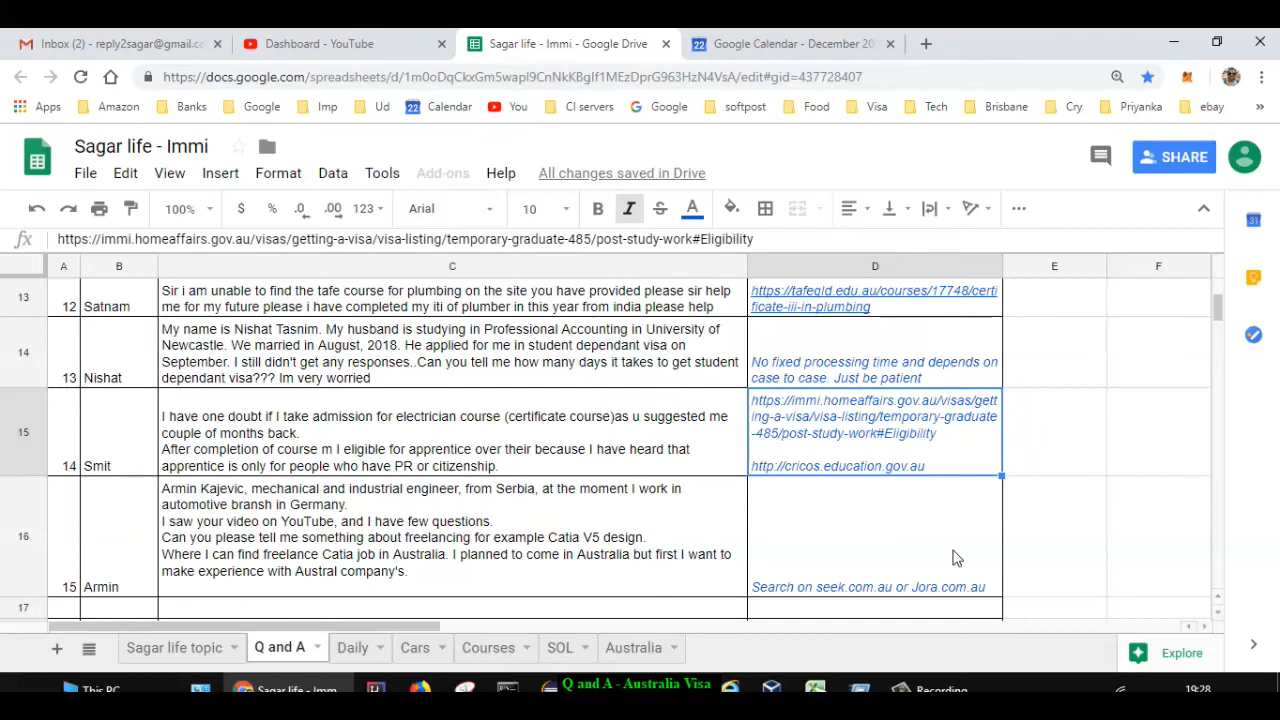 Inbox (2) - reply2sagar@gmail.cc
Dashboard - YouTube
Sagar life - Immi - Google Drive
Google Calendar - December 20
https://docs.google.com/spreadsheets/d/1m0oDqCkxGm5wapl9CnNkKBgIf1MEzDprG963HzN4VsA/edit#gid=437728407
Apps Amazon Banks Google Imp Ud Calendar You CI servers Google softpost Food Visa Tech Brisbane Cry Priyanka ebay »
Sagar life - Immi
SHARE
File Edit View Insert Format Data Tools Add-ons Help All changes saved in Drive
100% $ % .0 .00 123 Arial 10 B I S A
fx https://immi.homeaffairs.gov.au/visas/getting-a-visa/visa-listing/temporary-graduate-485/post-study-work#Eligibility
A B C D E F
13
12 Satnam
Sir i am unable to find the tafe course for plumbing on the site you have provided please sir help
me for my future please i have completed my iti of plumber in this year from india please help
https://tafeqld.edu.au/courses/17748/certi
ficate-iii-in-plumbing
14
13 Nishat
My name is Nishat Tasnim. My husband is studying in Professional Accounting in University of
Newcastle. We married in August, 2018. He applied for me in student dependant visa on
September. I still didn't get any responses..Can you tell me how many days it takes to get student
dependant visa??? Im very worried
No fixed processing time and depends on
case to case. Just be patient
15
14 Smit
I have one doubt if I take admission for electrician course (certificate course)as u suggested me
couple of months back.
After completion of course m I eligible for apprentice over their because I have heard that
apprentice is only for people who have PR or citizenship.
https://immi.homeaffairs.gov.au/visas/gett
ing-a-visa/visa-listing/temporary-graduate
-485/post-study-work#Eligibility
http://cricos.education.gov.au
16
15 Armin
Armin Kajevic, mechanical and industrial engineer, from Serbia, at the moment I work in
automotive bransh in Germany.
I saw your video on YouTube, and I have few questions.
Can you please tell me something about freelancing for example Catia V5 design.
Where I can find freelance Catia job in Australia. I planned to come in Australia but first I want to
make experience with Austral company's.
Search on seek.com.au or Jora.com.au
17
Sagar life topic Q and A Daily Cars Courses SOL Australia
Explore
This PC
Sagar life - Imm
Q and A - Australia Visa
Recording
19:28